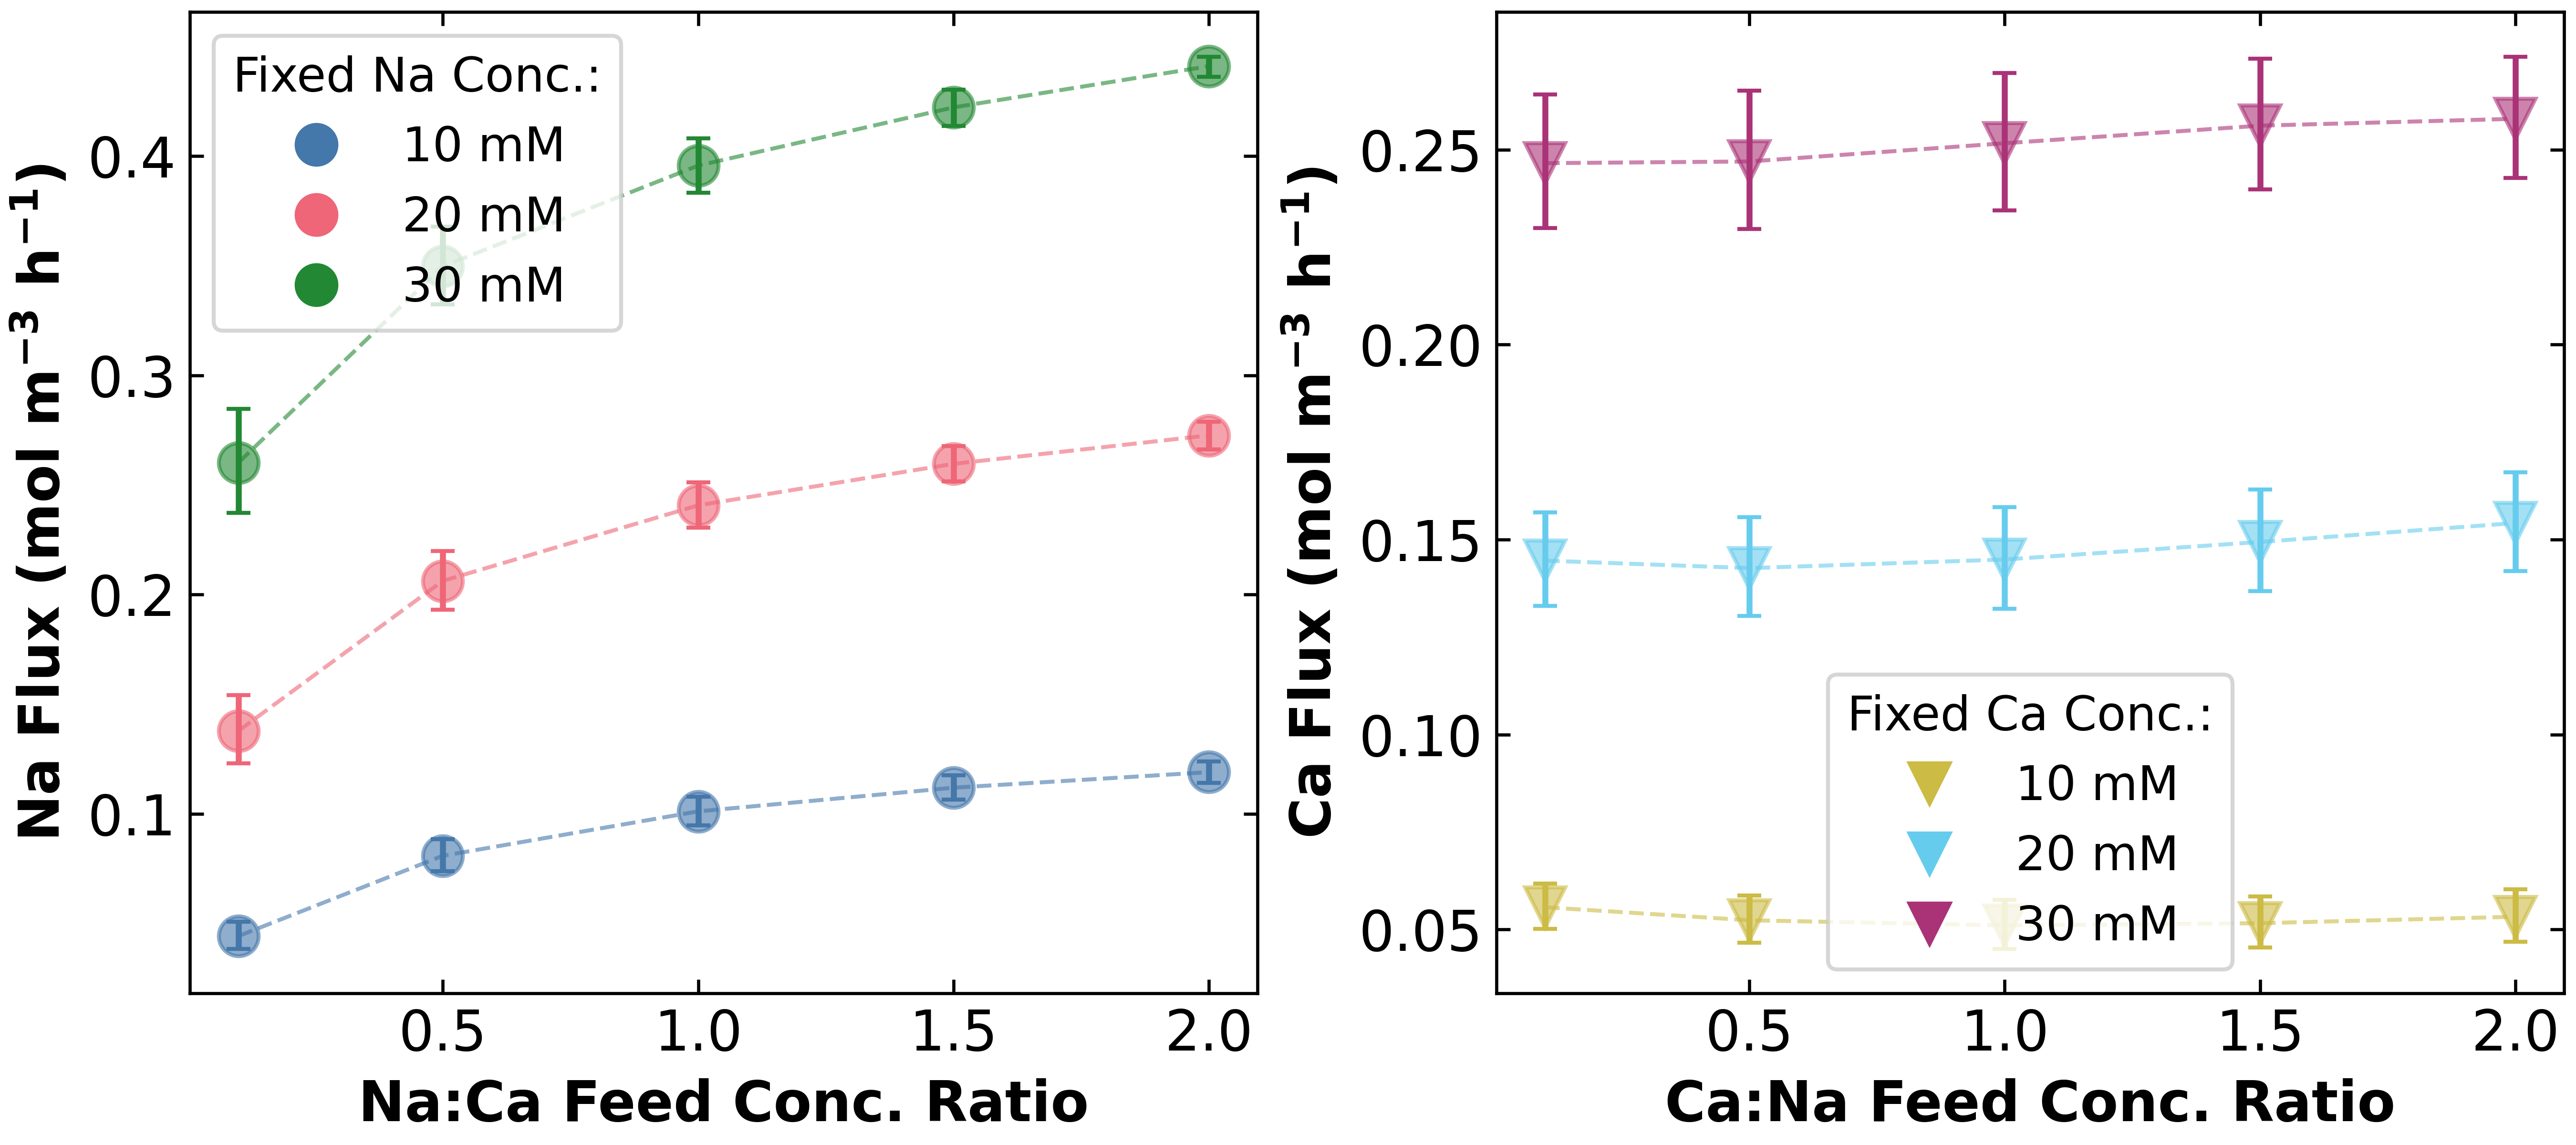 Na Flux (mol m⁻³ h⁻¹)
0.4
0.3
0.2
0.1
Fixed Na Conc.:
10 mM
20 mM
30 mM
0.5 1.0 1.5 2.0
Na:Ca Feed Conc. Ratio
Ca Flux (mol m⁻³ h⁻¹)
0.25
0.20
0.15
0.10
0.05
Fixed Ca Conc.:
10 mM
20 mM
30 mM
0.5 1.0 1.5 2.0
Ca:Na Feed Conc. Ratio